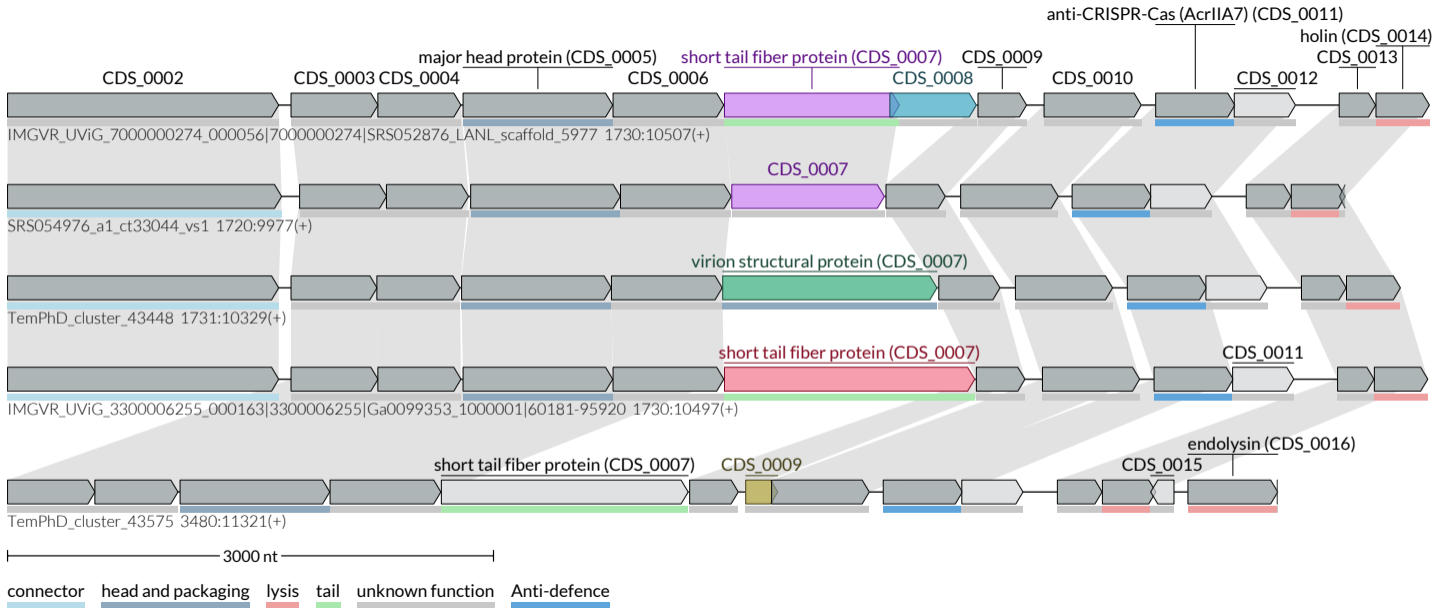 anti-CRISPR-Cas (AcrIIA7) (CDS_0011)
holin (CDS_0014)
major head protein (CDS_0005) short tail fiber protein (CDS_0007) CDS_0009 CDS_0013
CDS_0002 CDS_0003 CDS_0004 CDS_0006 CDS_0008 CDS_0010 CDS_0012
IMGVR_UViG_7000000274_000056|7000000274|SRS052876_LANL_scaffold_5977 1730:10507(+)
CDS_0007
SRS054976_a1_ct33044_vs1 1720:9977(+)
virion structural protein (CDS_0007)
TemPhD_cluster_43448 1731:10329(+)
short tail fiber protein (CDS_0007) CDS_0011
IMGVR_UViG_3300006255_000163|3300006255|Ga0099353_1000001|60181-95920 1730:10497(+)
endolysin (CDS_0016)
short tail fiber protein (CDS_0007) CDS_0009 CDS_0015
TemPhD_cluster_43575 3480:11321(+)
3000 nt
connector head and packaging lysis tail unknown function Anti-defence